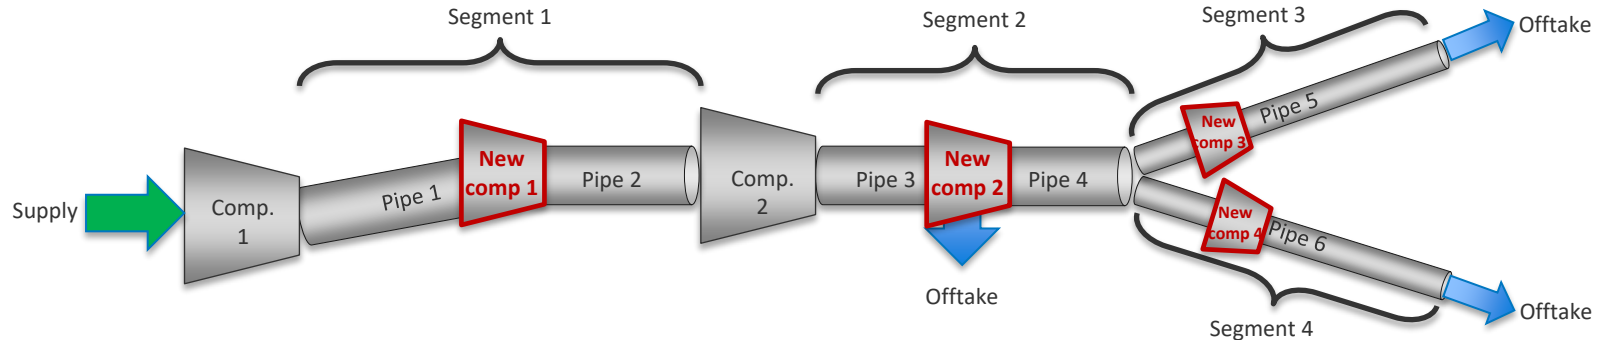 Segment 1
Segment 2
Segment 3
Offtake
Supply
Comp.
1
Pipe 1
New
comp 1
Pipe 2
Comp.
2
Pipe 3
New
comp 2
Pipe 4
New
comp 3
Pipe 5
New
comp 4
Pipe 6
Offtake
Offtake
Segment 4